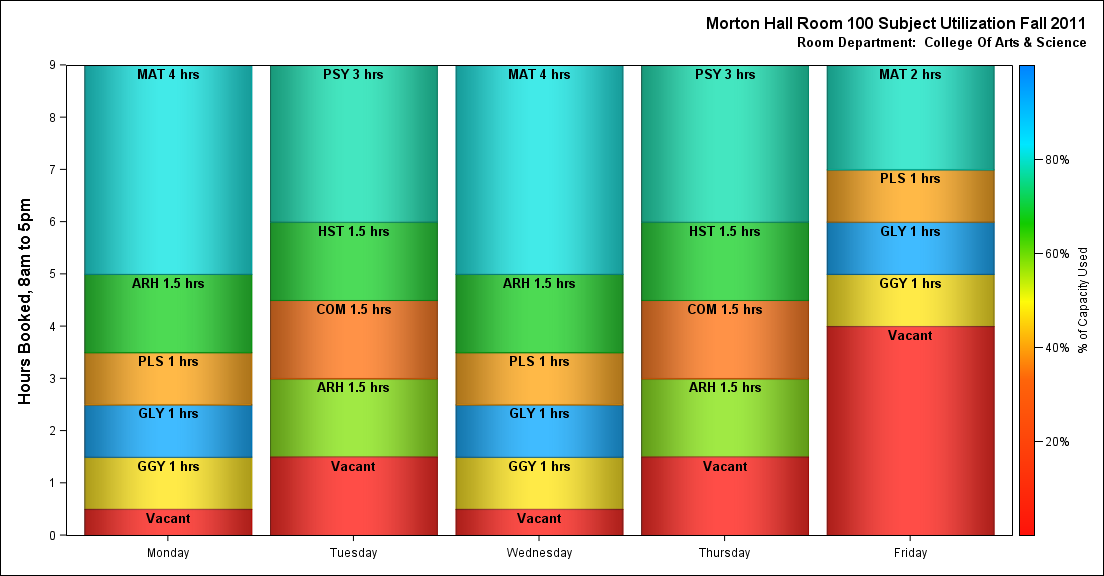 Morton Hall Room 100 Subject Utilization Fall 2011
Room Department:  College Of Arts & Science
Hours Booked, 8am to 5pm
9
8
7
6
5
4
3
2
1
0
MAT 4 hrs
ARH 1.5 hrs
PLS 1 hrs
GLY 1 hrs
GGY 1 hrs
Vacant
Monday
PSY 3 hrs
HST 1.5 hrs
COM 1.5 hrs
ARH 1.5 hrs
Vacant
Tuesday
MAT 4 hrs
ARH 1.5 hrs
PLS 1 hrs
GLY 1 hrs
GGY 1 hrs
Vacant
Wednesday
PSY 3 hrs
HST 1.5 hrs
COM 1.5 hrs
ARH 1.5 hrs
Vacant
Thursday
MAT 2 hrs
PLS 1 hrs
GLY 1 hrs
GGY 1 hrs
Vacant
Friday
80%
60%
40%
20%
% of Capacity Used